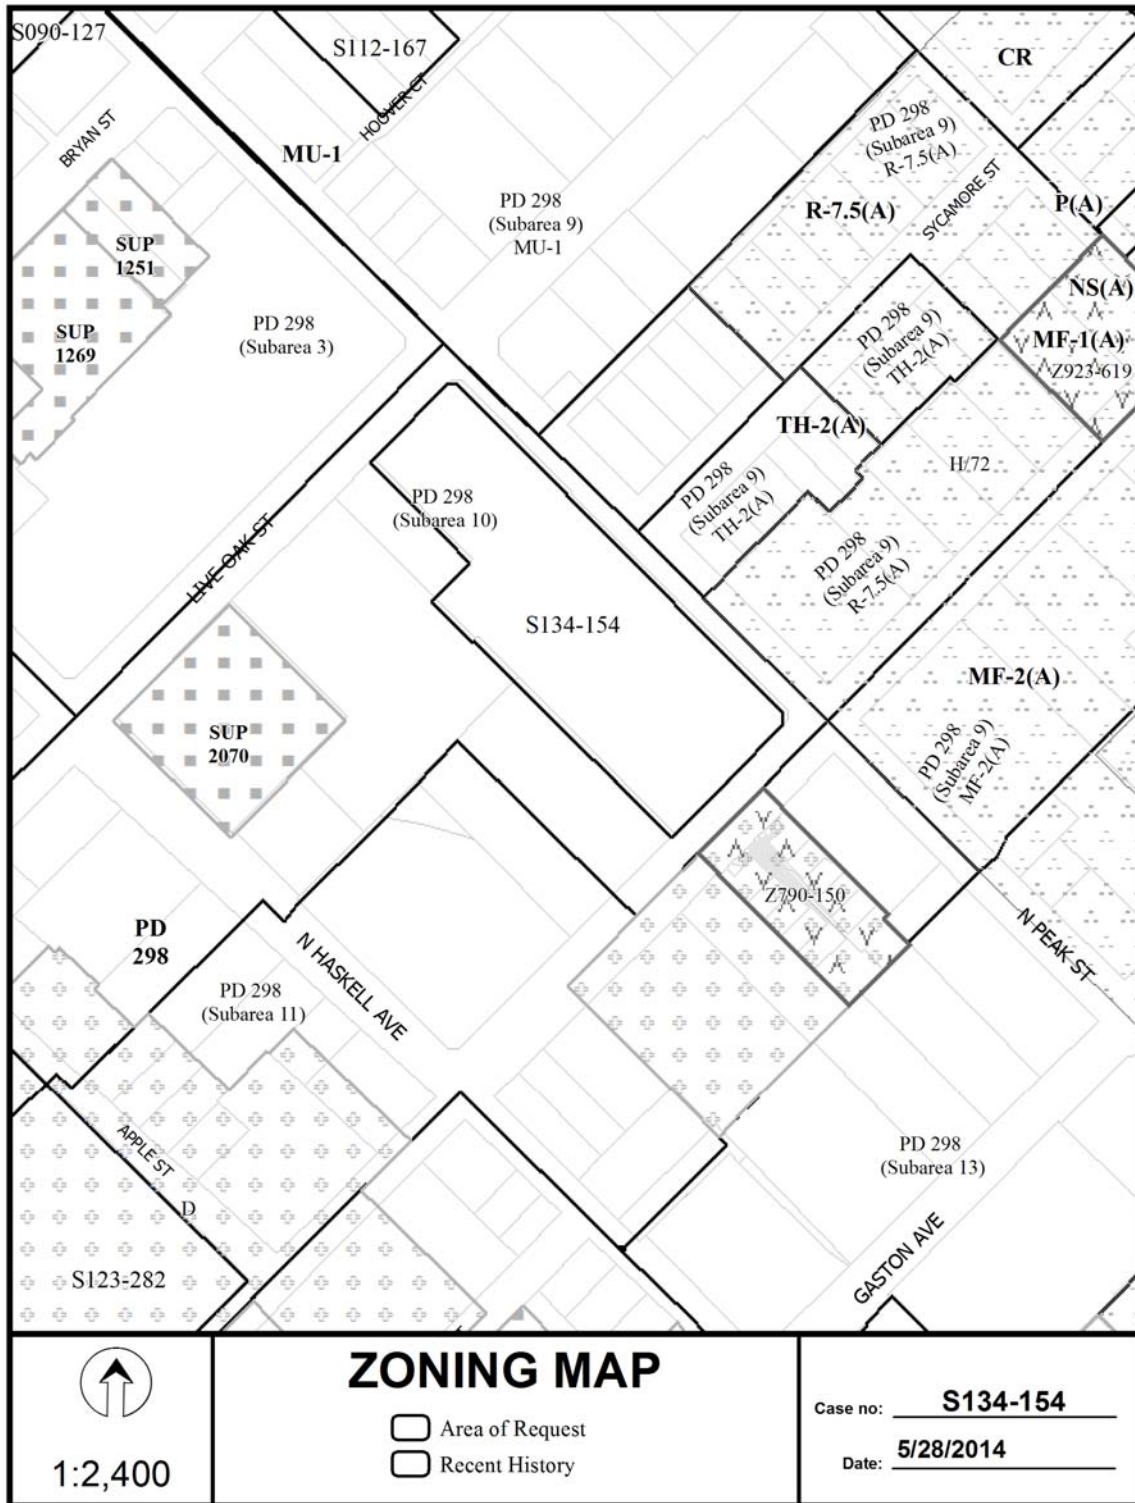 S090-127
S112-167
CR
HOOVER CT
BRYAN ST
MU-1
PD 298
(Subarea 9)
R-7.5(A)
SYCAMORE ST
R-7.5(A)
P(A)
PD 298
(Subarea 9)
MU-1
SUP
1251
NS(A)
SUP
1269
PD 298
(Subarea 3)
PD 298
(Subarea 9)
TH-2(A)
MF-1(A)
Z923-619
TH-2(A)
H/72
PD 298
(Subarea 10)
PD 298
(Subarea 9)
TH-2(A)
LIVE OAK ST
PD 298
(Subarea 9)
R-7.5(A)
S134-154
MF-2(A)
SUP
2070
PD 298
(Subarea 9)
MF-2(A)
Z790-150
PD
298
N HASKELL AVE
N PEAK ST
PD 298
(Subarea 11)
APPLE ST
PD 298
(Subarea 13)
D
S123-282
GASTON AVE
1:2,400
ZONING MAP
Area of Request
Recent History
Case no: S134-154
Date: 5/28/2014